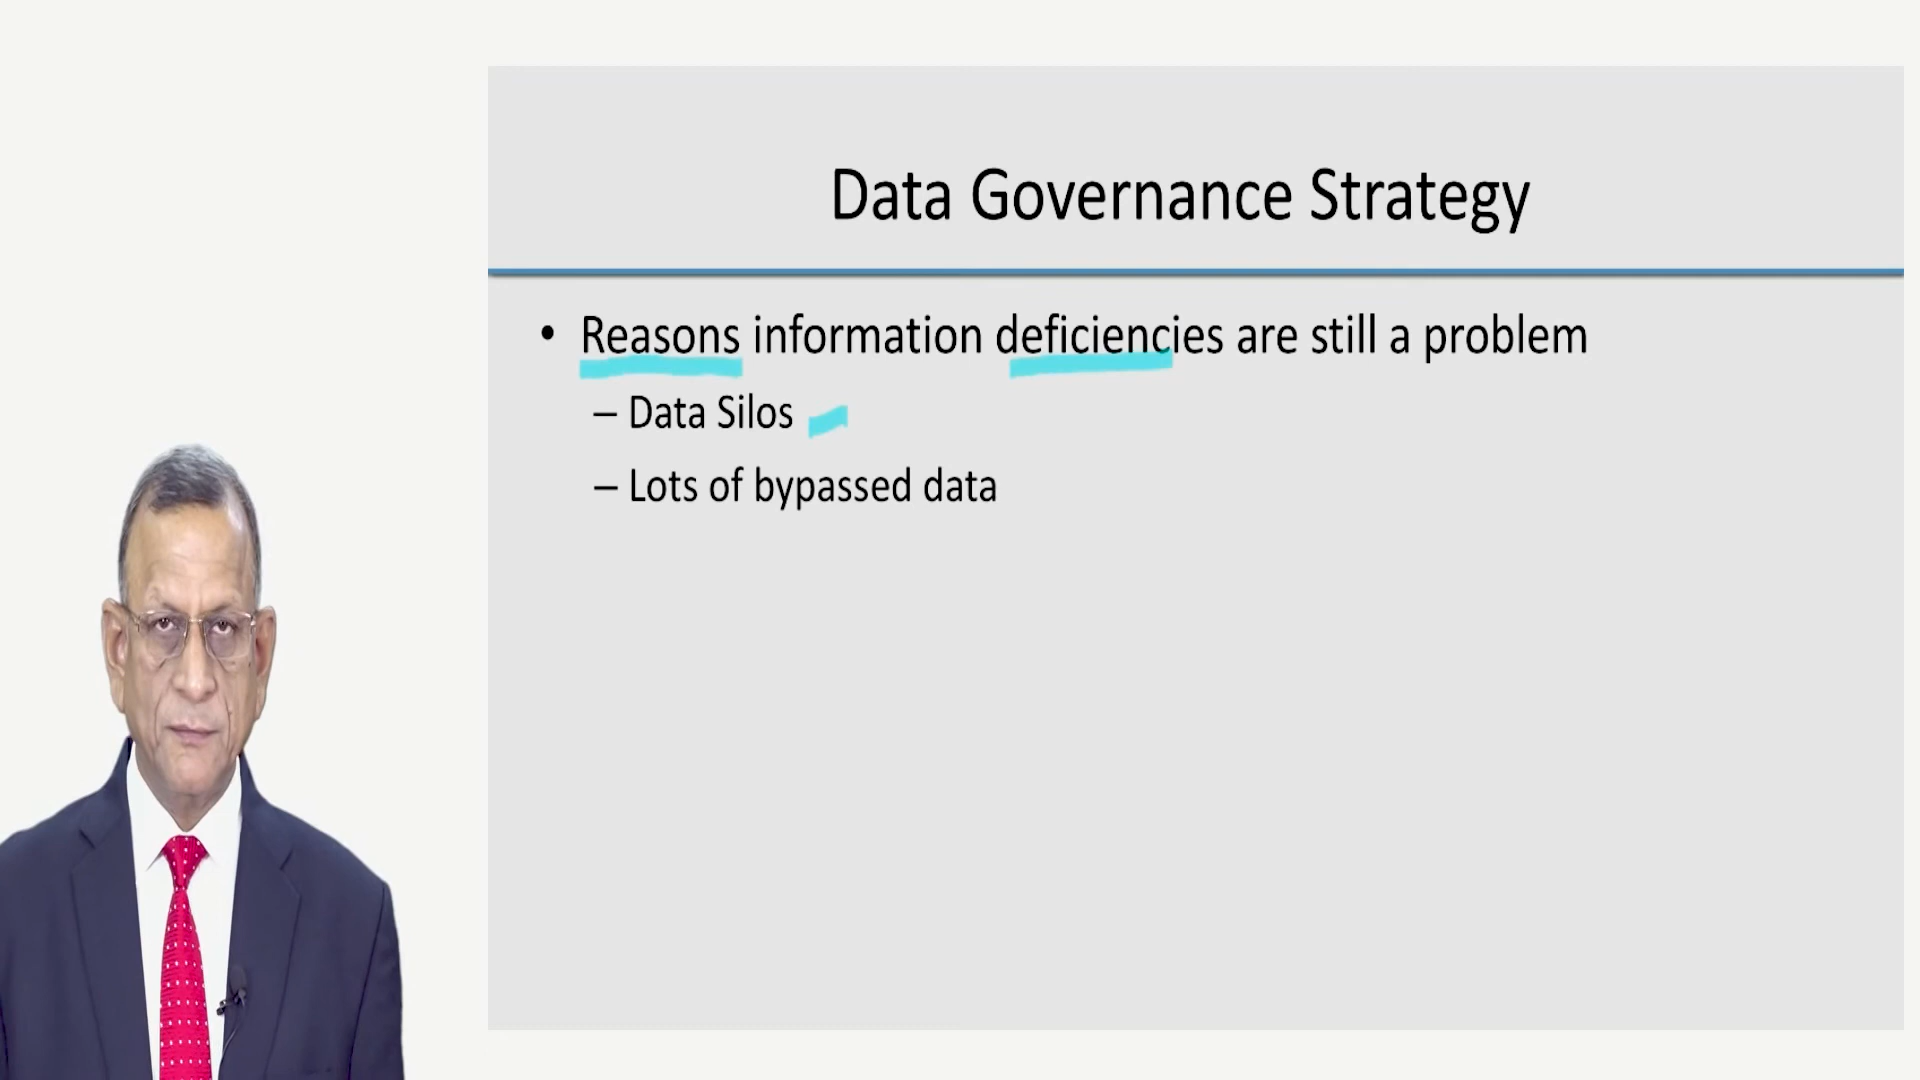 Data Governance Strategy
• Reasons information deficiencies are still a problem
– Data Silos
– Lots of bypassed data